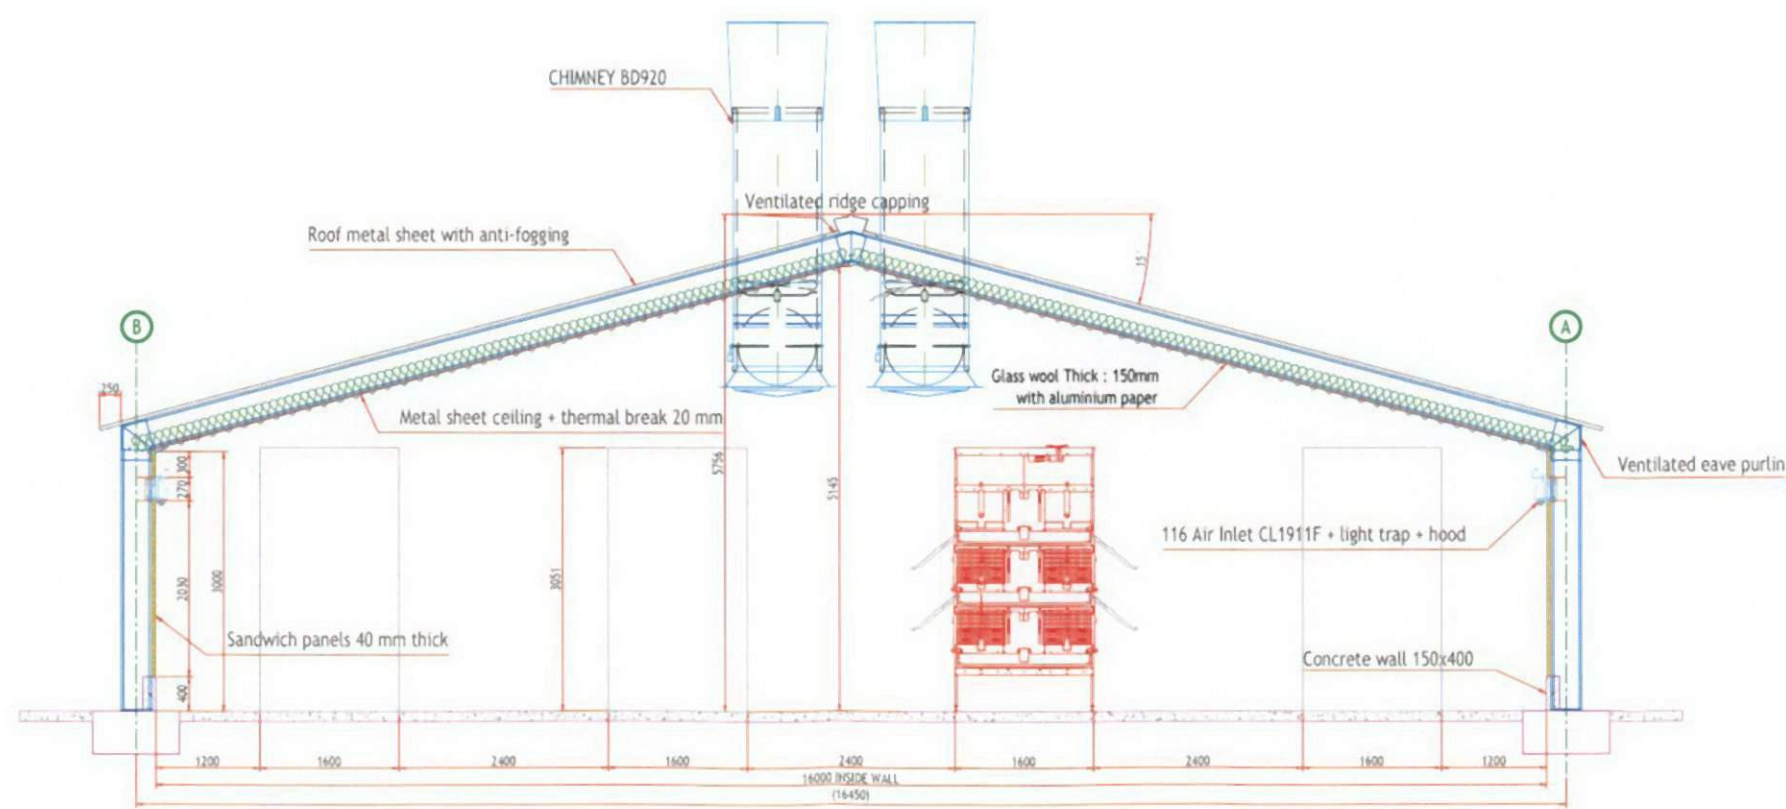 CHIMNEY BD920
Ventilated ridge capping
Roof metal sheet with anti-fogging
15°
B
A
250
Glass wool Thick : 150mm
with aluminium paper
Metal sheet ceiling + thermal break 20 mm
Ventilated eave purlin
300
270
5756
5145
116 Air Inlet CL1911F + light trap + hood
2030
3000
3051
Sandwich panels 40 mm thick
Concrete wall 150x400
400
1200
1600
2400
1600
2400
1600
2400
1600
1200
16000 INSIDE WALL
(16450)